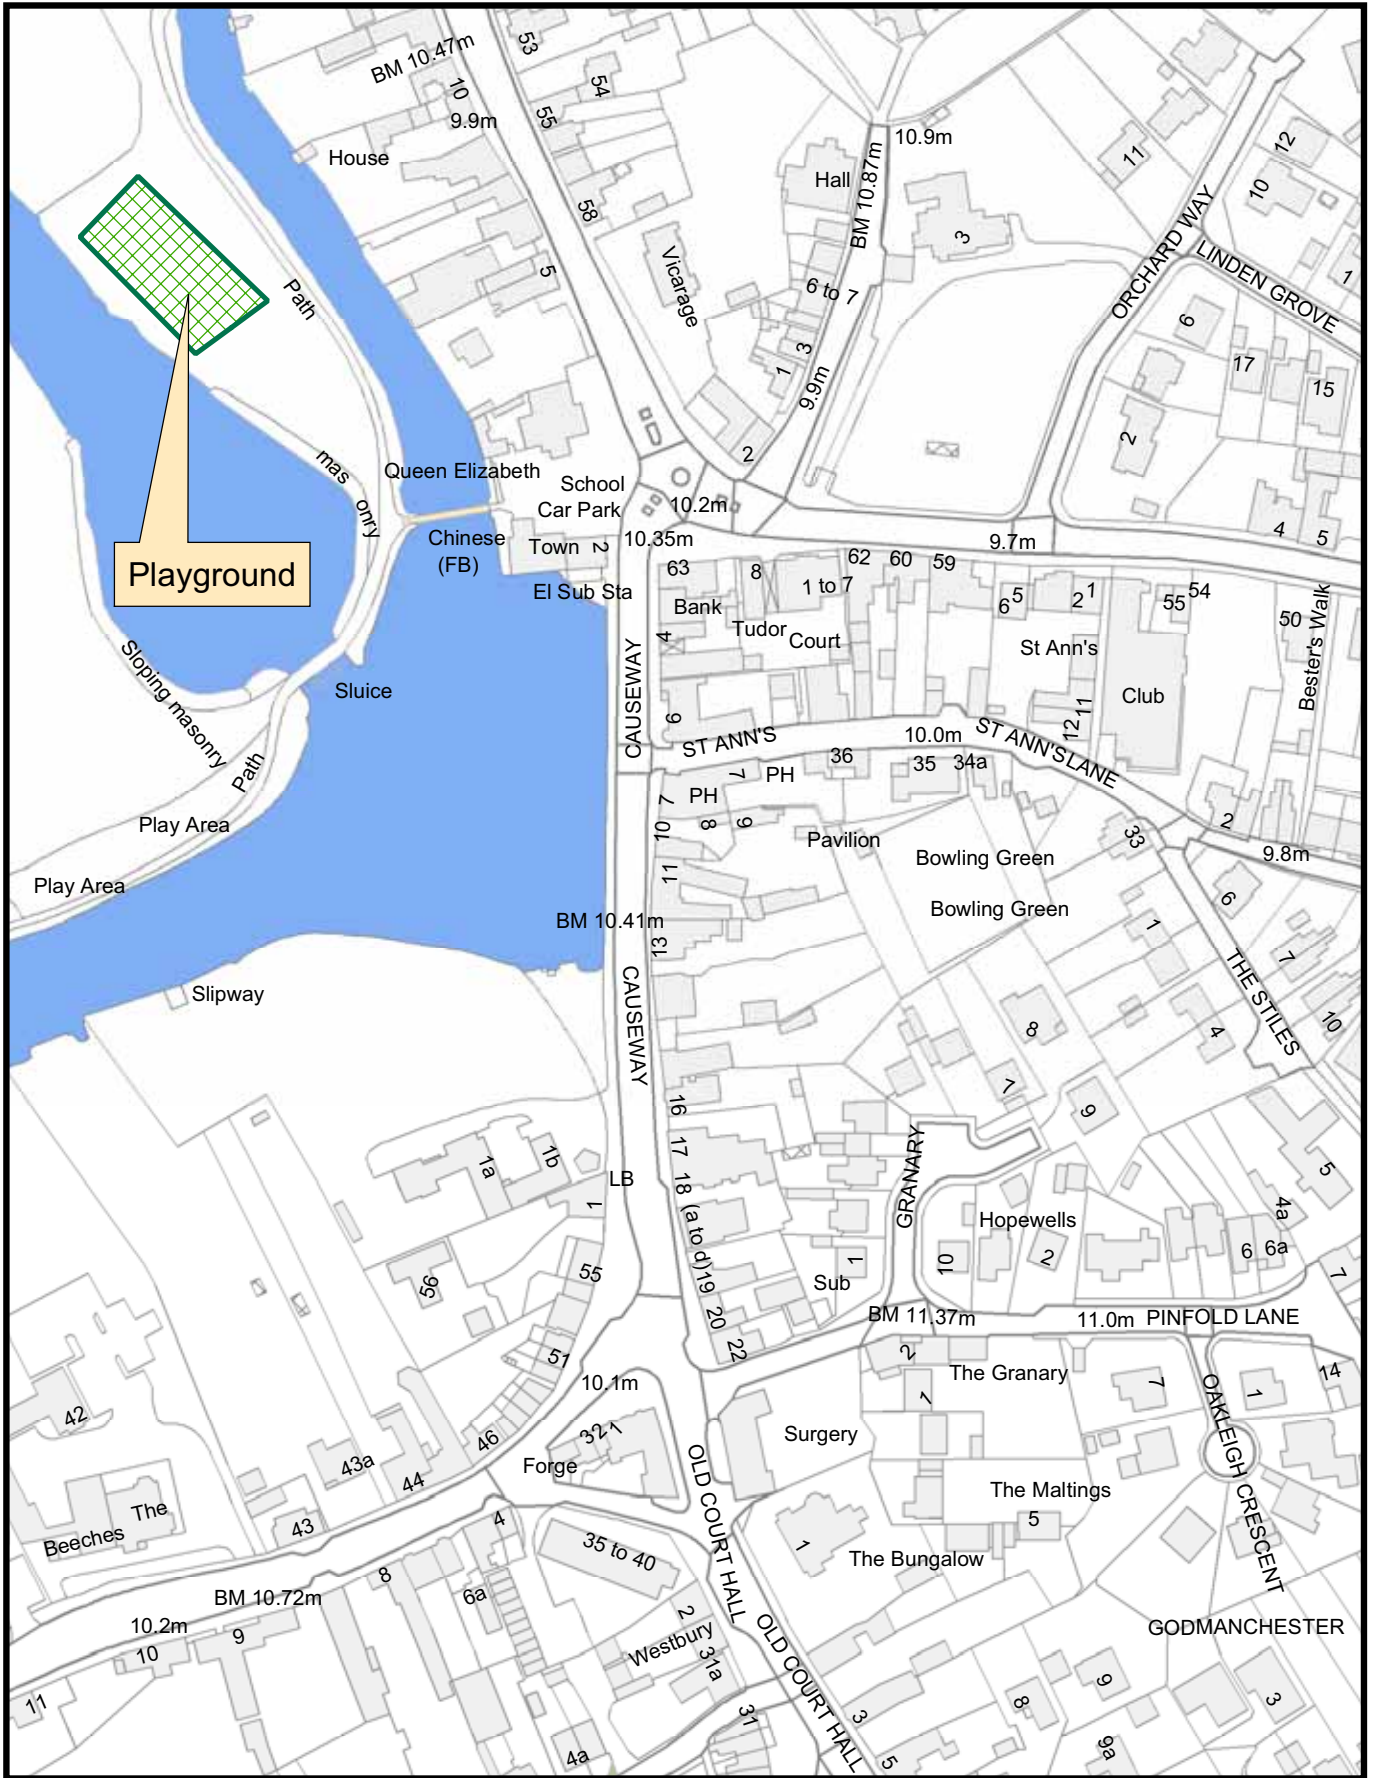 53
BM 10.47m
54
10
55
9.9m
10.9m
12
11
Hall
BM 10.87m
House
10
58
3
ORCHARD WAY
Vicarage
LINDEN GROVE
5
1
Path
6 to 7
6
3
17
1
15
9.9m
2
2
masonry
Queen Elizabeth
School
Car Park
10.2m
4
5
Chinese
(FB)
Town
2
10.35m
9.7m
Playground
63
8
62
60
59
El Sub Sta
1 to 7
5
6
2
1
54
55
Bank
50
4
Tudor
Court
St Ann's
Bester's Walk
CAUSEWAY
Sloping masonry
Sluice
Club
11
12
6
ST ANN'S
10.0m
ST ANN'S LANE
Path
7
PH
36
35
34a
7
PH
Play Area
8
9
10
Pavilion
33
2
9.8m
Play Area
11
Bowling Green
6
BM 10.41m
Bowling Green
1
13
7
THE STILES
Slipway
CAUSEWAY
8
4
10
7
9
16
17
GRANARY
1a
1b
5
LB
1
18 (a to d)
Hopewells
4a
10
2
6
6a
56
55
19
Sub
1
7
20
BM 11.37m
11.0m
PINFOLD LANE
22
51
2
The Granary
10.1m
1
7
1
14
42
OAKLEIGH CRESCENT
46
3
2
1
Surgery
43a
Forge
OLD COURT HALL
44
The Maltings
The
Beeches
43
4
5
1
35 to 40
The Bungalow
8
BM 10.72m
6a
2
10.2m
9
Westbury
GODMANCHESTER
10
31a
OLD COURT HALL
9
11
8
3
31
3
4a
5
9a